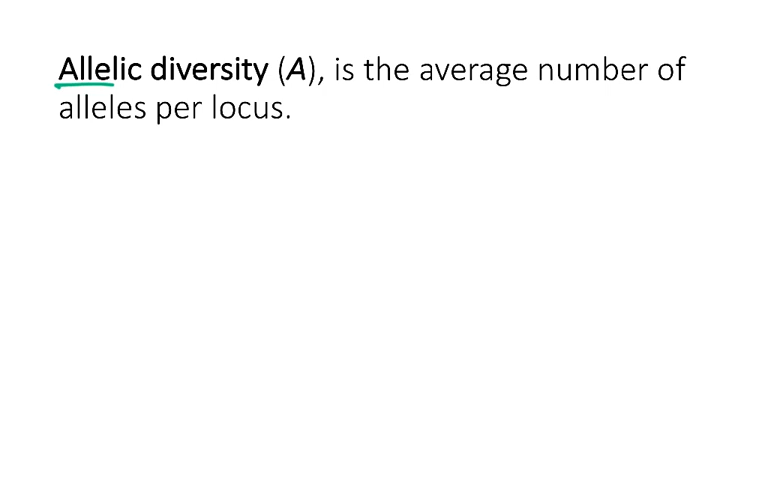 Allelic diversity (A), is the average number of
alleles per locus.